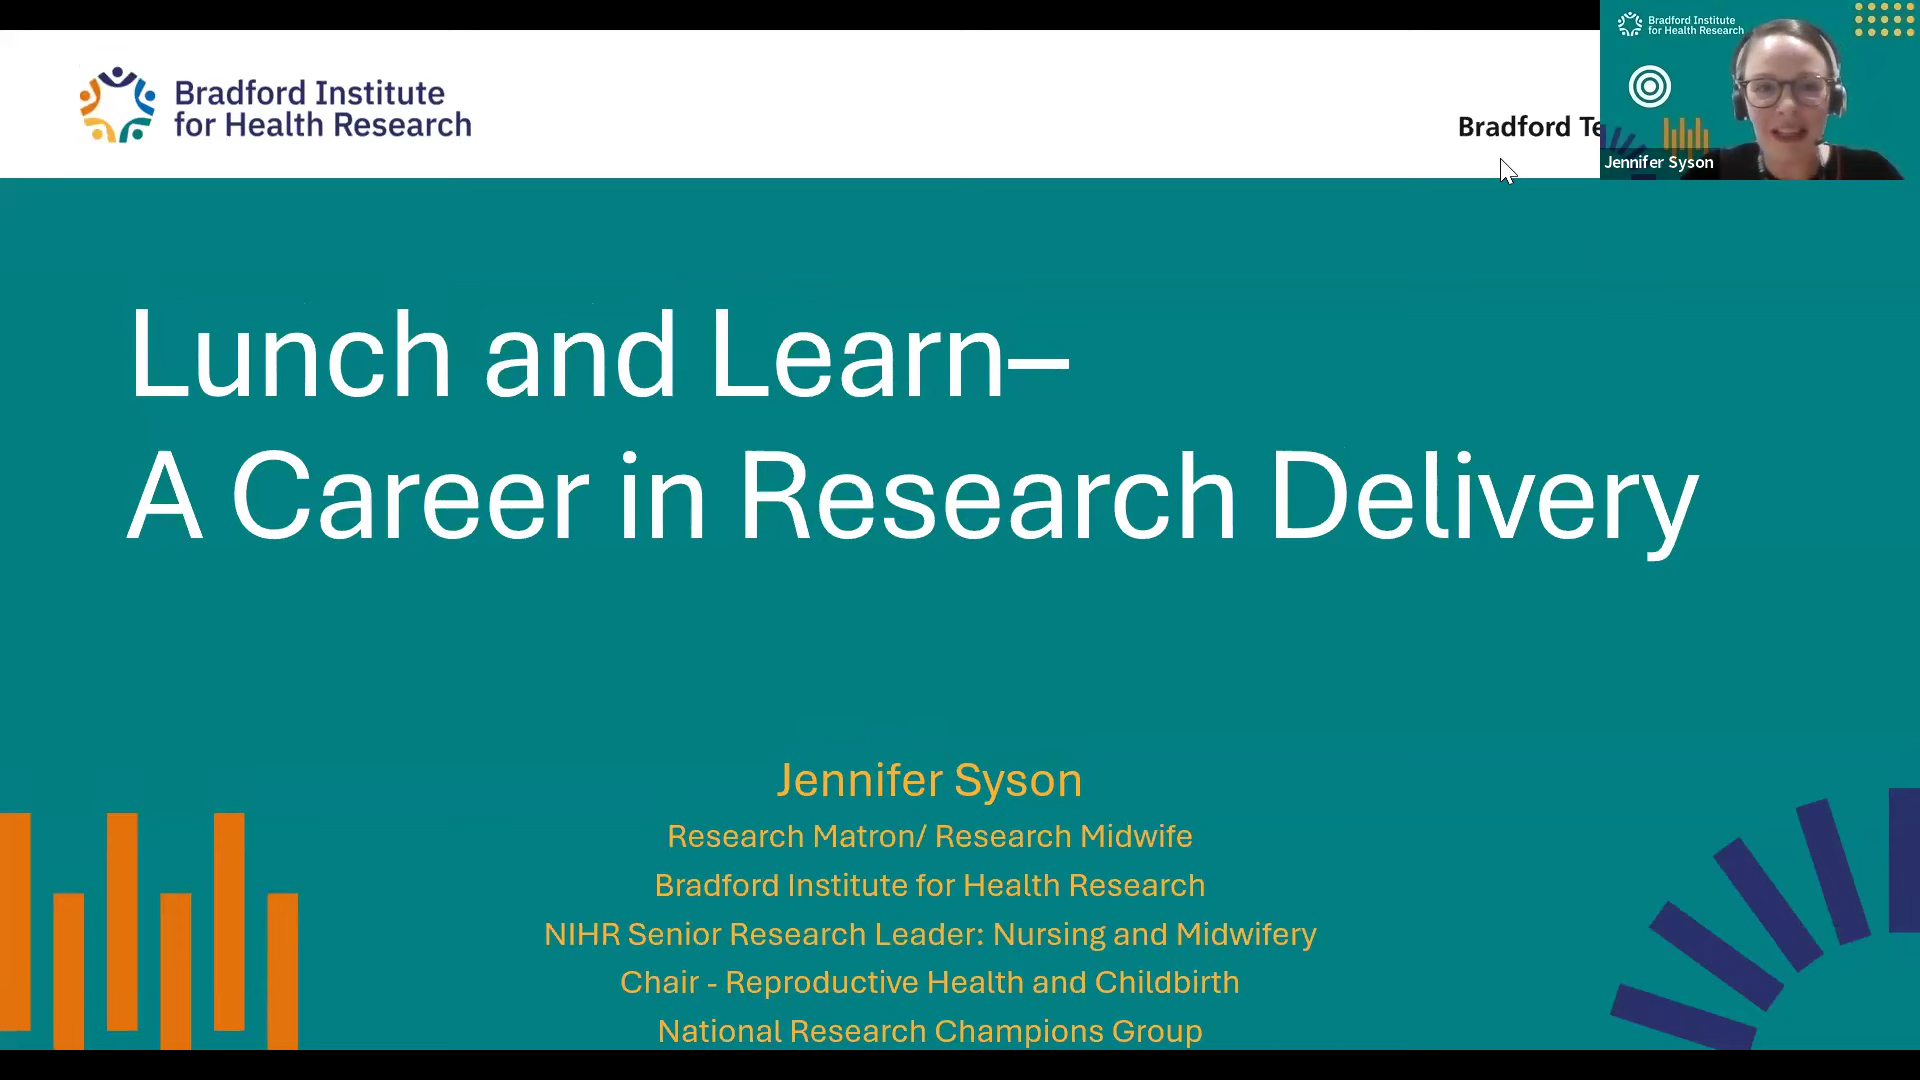 Bradford Institute
for Health Research
Bradford Te
Bradford Institute
for Health Research
Jennifer Syson
Lunch and Learn–
A Career in Research Delivery
Jennifer Syson
Research Matron/ Research Midwife
Bradford Institute for Health Research
NIHR Senior Research Leader: Nursing and Midwifery
Chair - Reproductive Health and Childbirth
National Research Champions Group